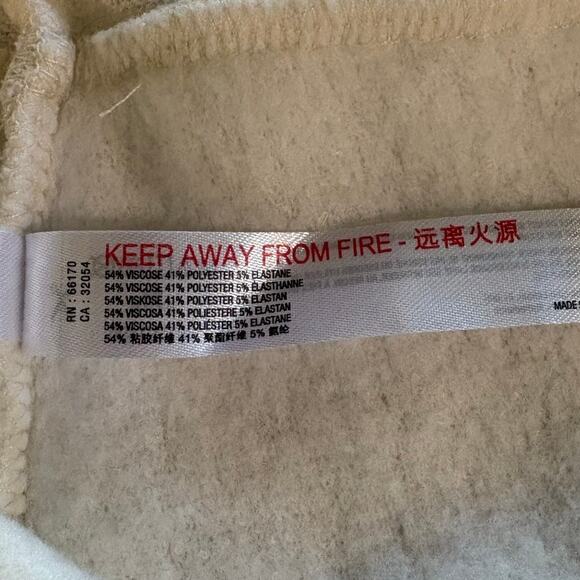 RN : 66170
CA : 32054
KEEP AWAY FROM FIRE - 远离火源
54% VISCOSE 41% POLYESTER 5% ELASTANE
54% VISCOSE 41% POLYESTER 5% ELASTHANNE
54% VISKOSE 41% POLYESTER 5% ELASTAN
54% VISCOSA 41% POLIESTERE 5% ELASTAN
54% VISCOSA 41% POLIÉSTER 5% ELASTANE
54% 粘胶纤维 41% 聚酯纤维 5% 氨纶
MADE